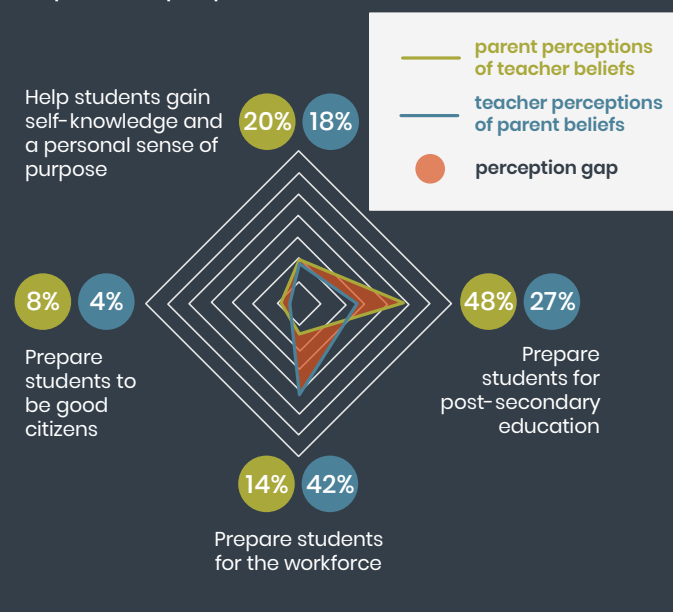 parent perceptions
of teacher beliefs
teacher perceptions
of parent beliefs
perception gap
Help students gain
self-knowledge and
a personal sense of
purpose
20% 18%
8% 4%
Prepare
students to
be good
citizens
48% 27%
Prepare
students for
post-secondary
education
14% 42%
Prepare students
for the workforce